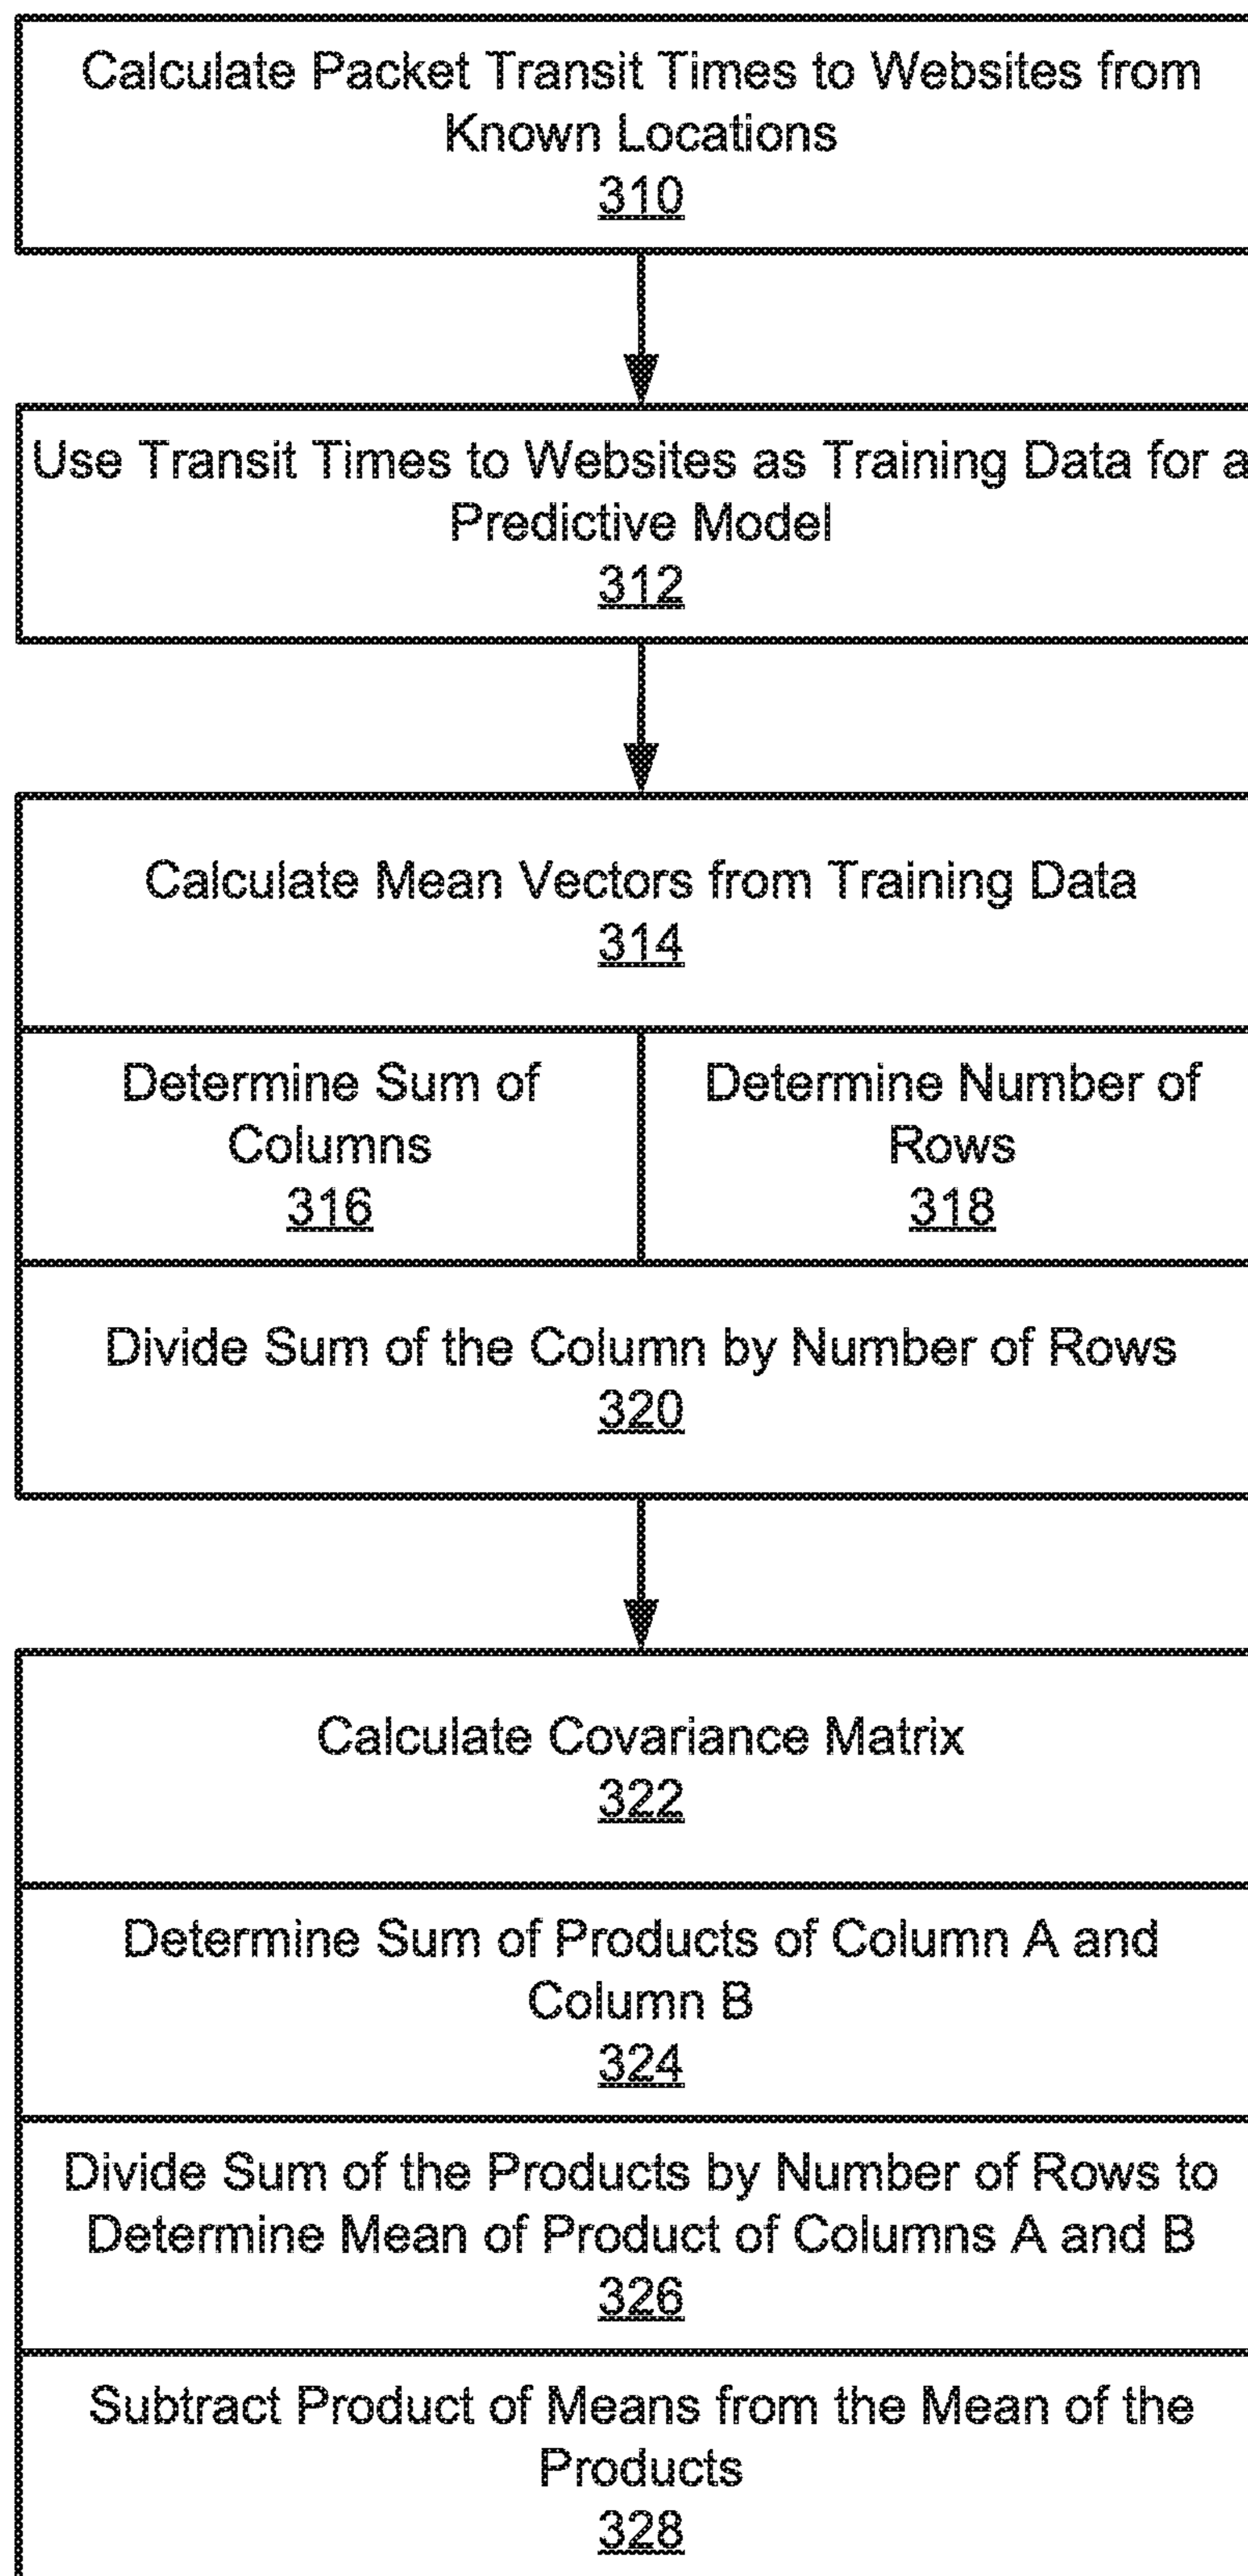 Calculate Packet Transit Times to Websites from
Known Locations
310
Use Transit Times to Websites as Training Data for a
Predictive Model
312
Calculate Mean Vectors from Training Data
314
Determine Sum of
Columns
316
Determine Number of
Rows
318
Divide Sum of the Column by Number of Rows
320
Calculate Covariance Matrix
322
Determine Sum of Products of Column A and
Column B
324
Divide Sum of the Products by Number of Rows to
Determine Mean of Product of Columns A and B
326
Subtract Product of Means from the Mean of the
Products
328